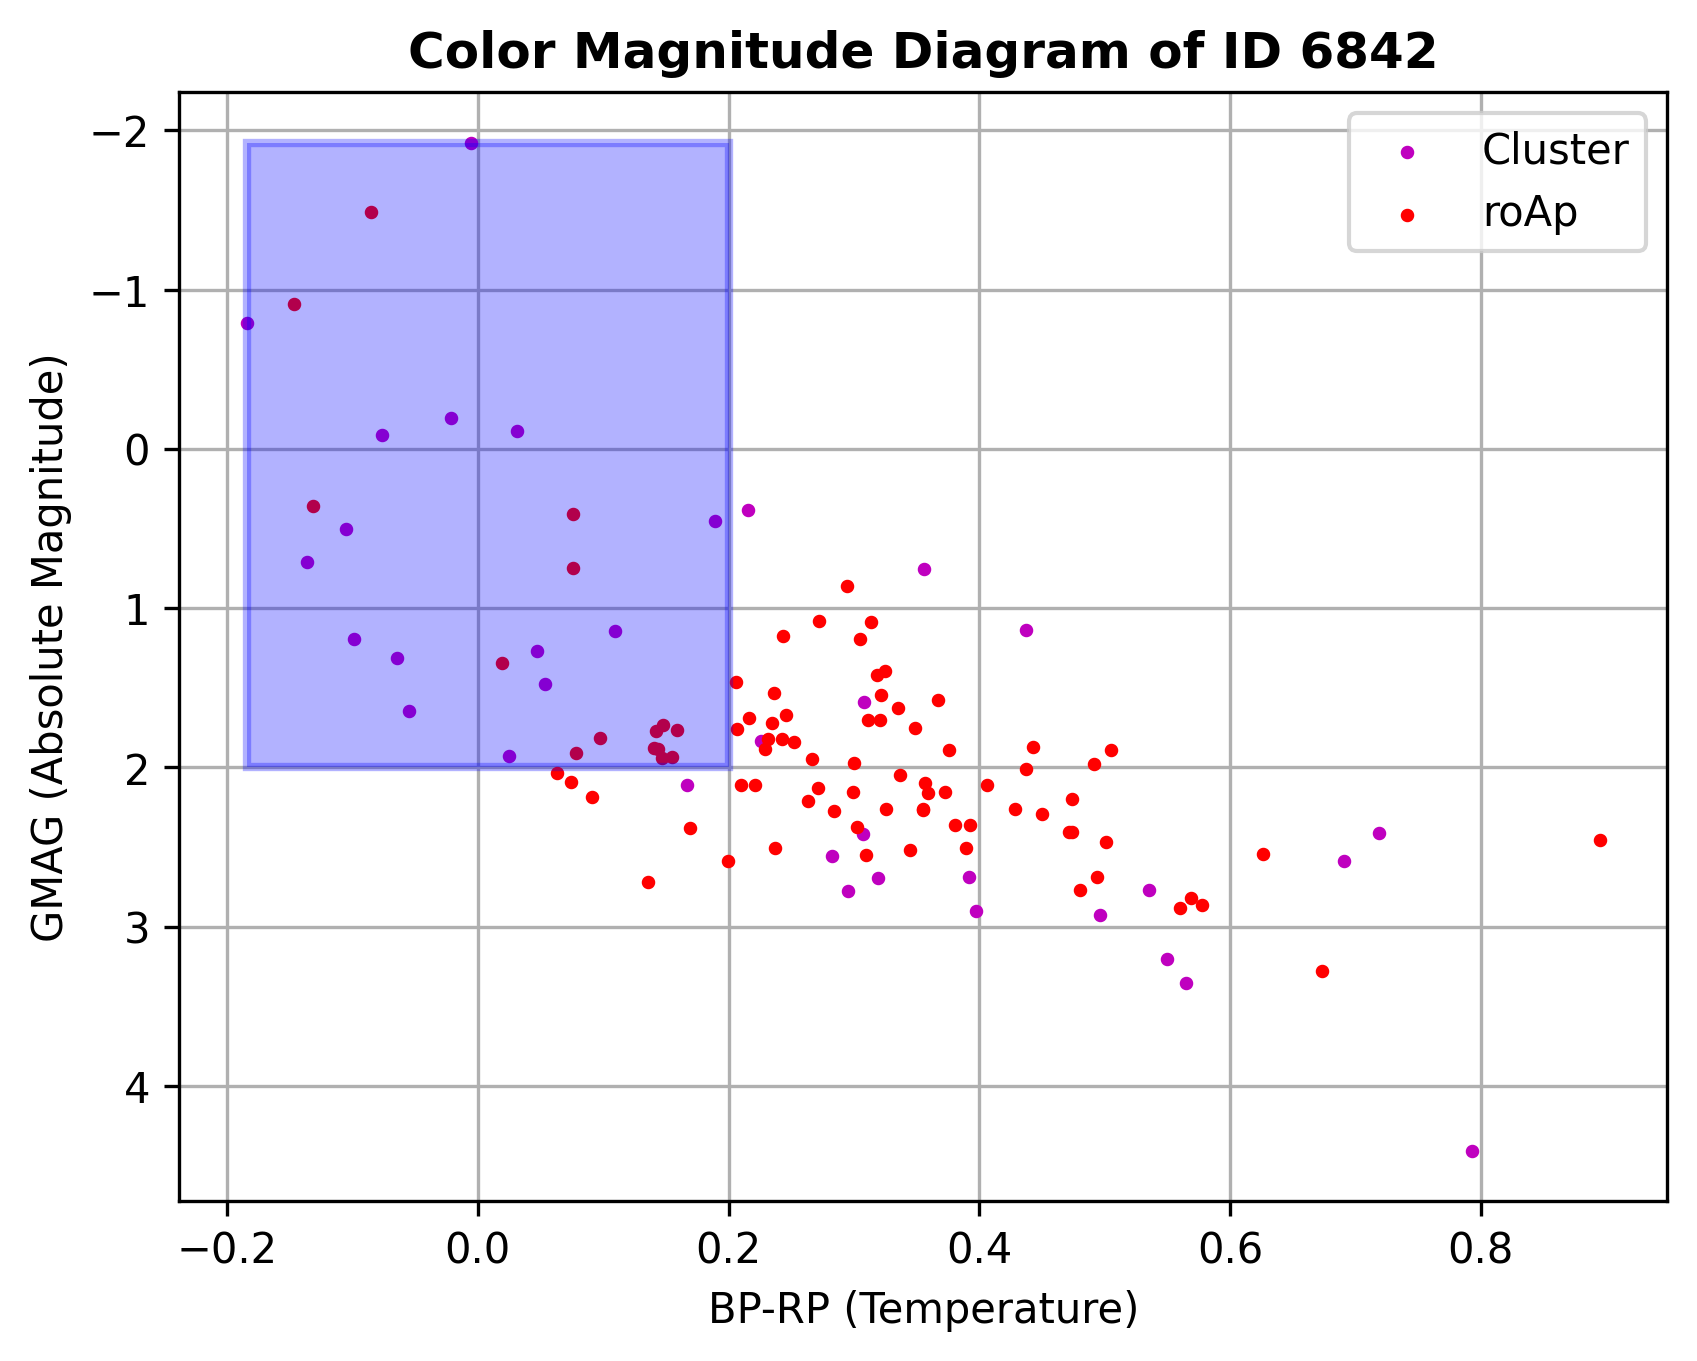 Color Magnitude Diagram of ID 6842
Cluster
roAp
GMAG (Absolute Magnitude)
−2
−1
0
1
2
3
4
−0.2 0.0 0.2 0.4 0.6 0.8
BP-RP (Temperature)